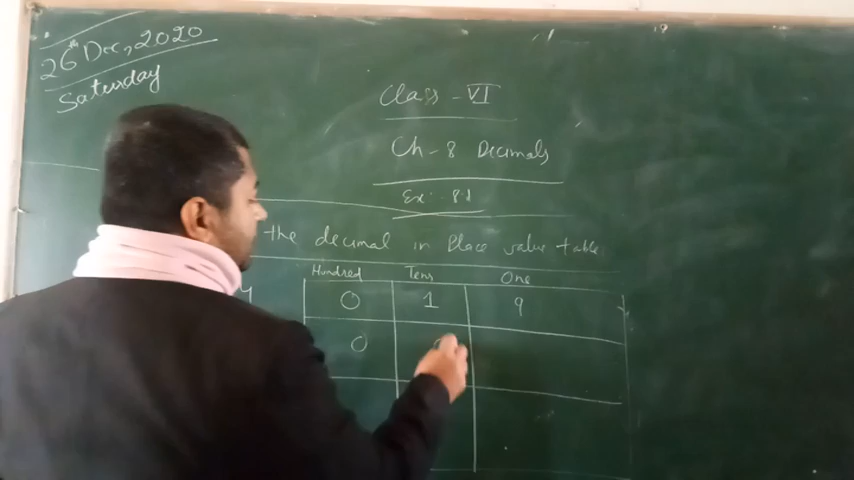 26th Dec, 2020
Saturday
Class - VI
Ch - 8 Decimals
Ex:- 8.1
the decimal in Place value table
Hundred Tens One
0 1 9
0